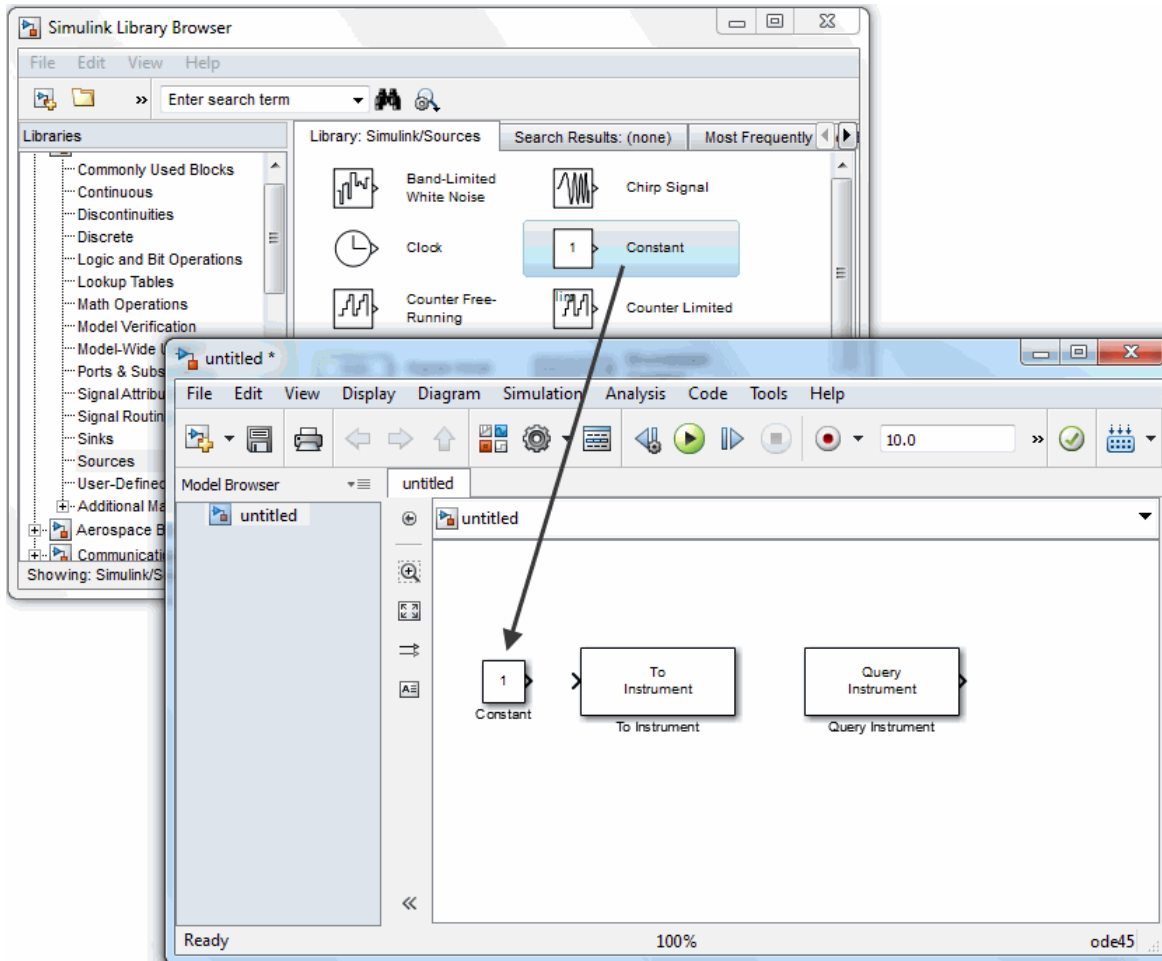 Simulink Library Browser
File Edit View Help
» Enter search term
Libraries
Library: Simulink/Sources Search Results: (none) Most Frequently
Commonly Used Blocks
Continuous
Discontinuities
Discrete
Logic and Bit Operations
Lookup Tables
Math Operations
Model Verification
Model-Wide
Ports & Subs
Signal Attribu
Signal Routin
Sinks
Sources
User-Defined
Additional Ma
Aerospace B
Communicati
Showing: Simulink/S
Band-Limited
White Noise
Chirp Signal
Clock
1
Constant
Counter Free-
Running
Counter Limited
untitled *
File Edit View Display Diagram Simulation Analysis Code Tools Help
10.0 »
Model Browser
untitled
untitled
untitled
1
Constant
To
Instrument
To Instrument
Query
Instrument
Query Instrument
Ready 100% ode45